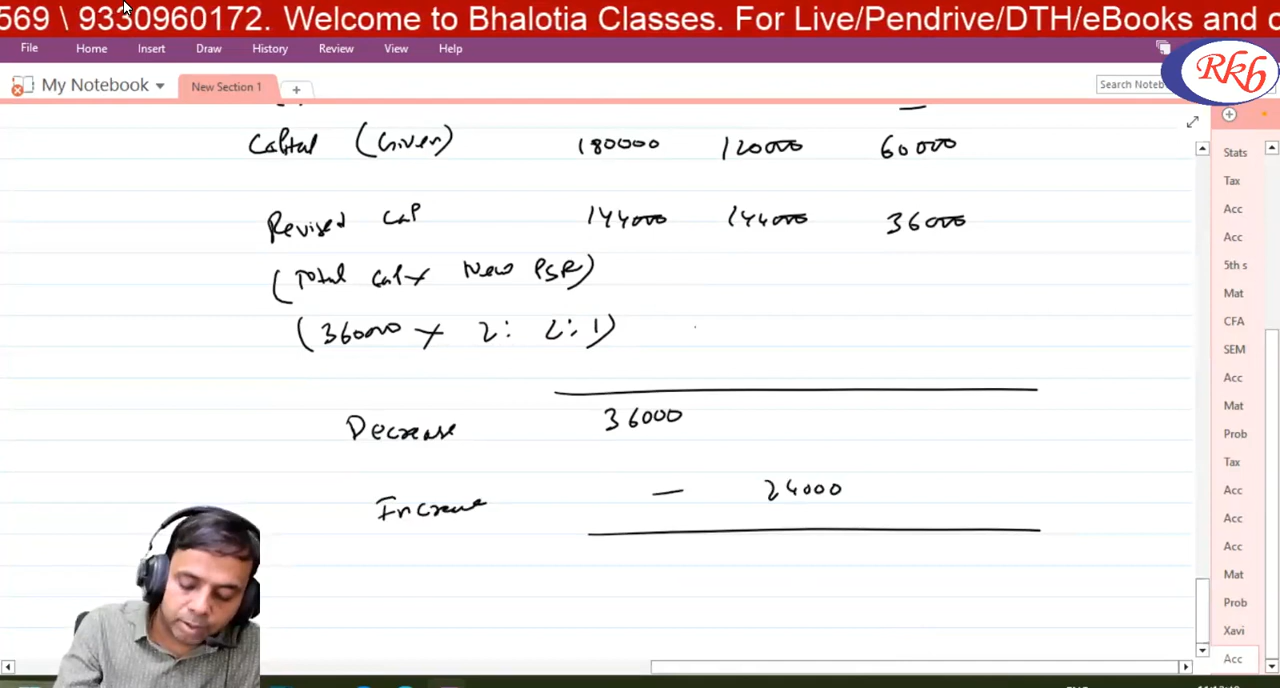 569 \ 9330960172. Welcome to Bhalotia Classes. For Live/Pendrive/DTH/eBooks and
File Home Insert Draw History Review View Help
Rkb
My Notebook New Section 1 + Search Noteb
Capital (Given) 180000 120000 60000
Revised Cap 144000 144000 36000
(Total Cap × New PSR)
(360000 × 2: 2: 1)
Decrease 36000
Increase — 24000
Stats
Tax
Acc
Acc
5th s
Mat
CFA
SEM
Acc
Mat
Prob
Tax
Acc
Acc
Acc
Mat
Prob
Xavi
Acc